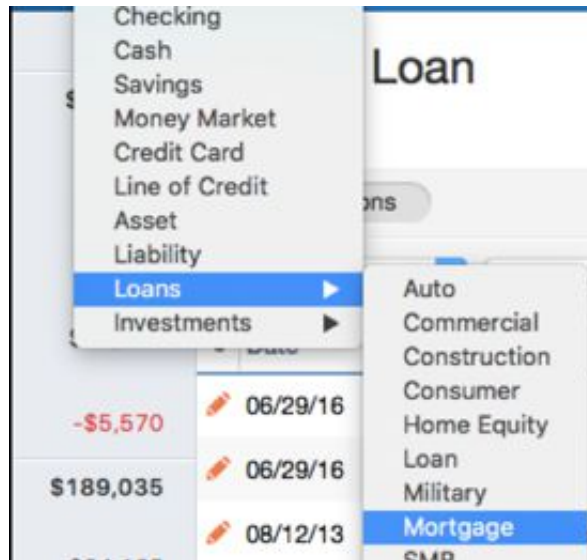 Checking
Cash
Savings
Money Market
Credit Card
Line of Credit
Asset
Liability
Loans
Investments
Loan
ons
Auto
Commercial
Construction
Consumer
Home Equity
Loan
Military
Mortgage
SMB
Date
-$5,570
06/29/16
$189,035
06/29/16
08/12/13